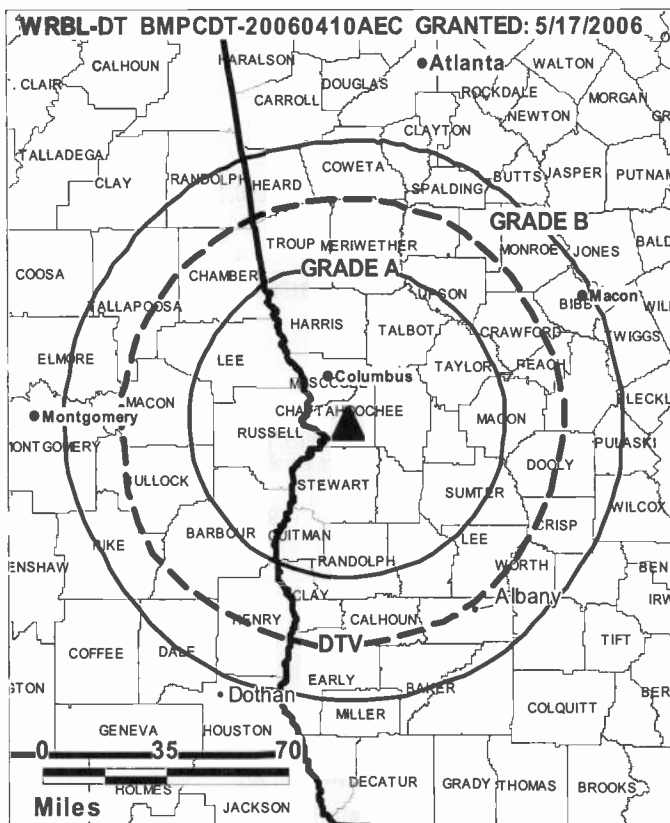 WRBL-DT BMPCDT-20060410AEC GRANTED: 5/17/2006
CALHOUN
HARALSON
Atlanta
WALTON
CLAIR
DOUGLAS
CARROLL
ROCKDALE
MORGAN
NEWTON
CLAYTON
TALLADEGA
CLAY
RANDOLPH
HEARD
COWETA
SPALDING
BUTTS
JASPER
PUTNAM
GRADE B
TROUP
MERIWETHER
MONROE
JONES
BALD
COOSA
CHAMBERS
GRADE A
UPSON
BIBB
Macon
TALLAPOOSA
HARRIS
TALBOT
CRAWFORD
TWIGGS
ELMORE
LEE
TAYLOR
PEACH
Columbus
MACON
CHATTAHOOCHEE
MACON
BLECKL
Montgomery
MONTGOMERY
RUSSELL
DOOLY
PULASKI
BULLOCK
STEWART
SUMTER
WILCOX
BARBOUR
QUITMAN
CRISP
PIKE
LEE
RANDOLPH
WORTH
BEN
ENSHAW
CLAY
Albany
IRW
HENRY
CALHOUN
DTV
TIFT
COFFEE
DALE
EARLY
BAKER
BER
GTON
Dothan
MILLER
COLQUITT
GENEVA
HOUSTON
0 35 70
DECATUR
GRADY
THOMAS
BROOKS
HOLMES
Miles
JACKSON